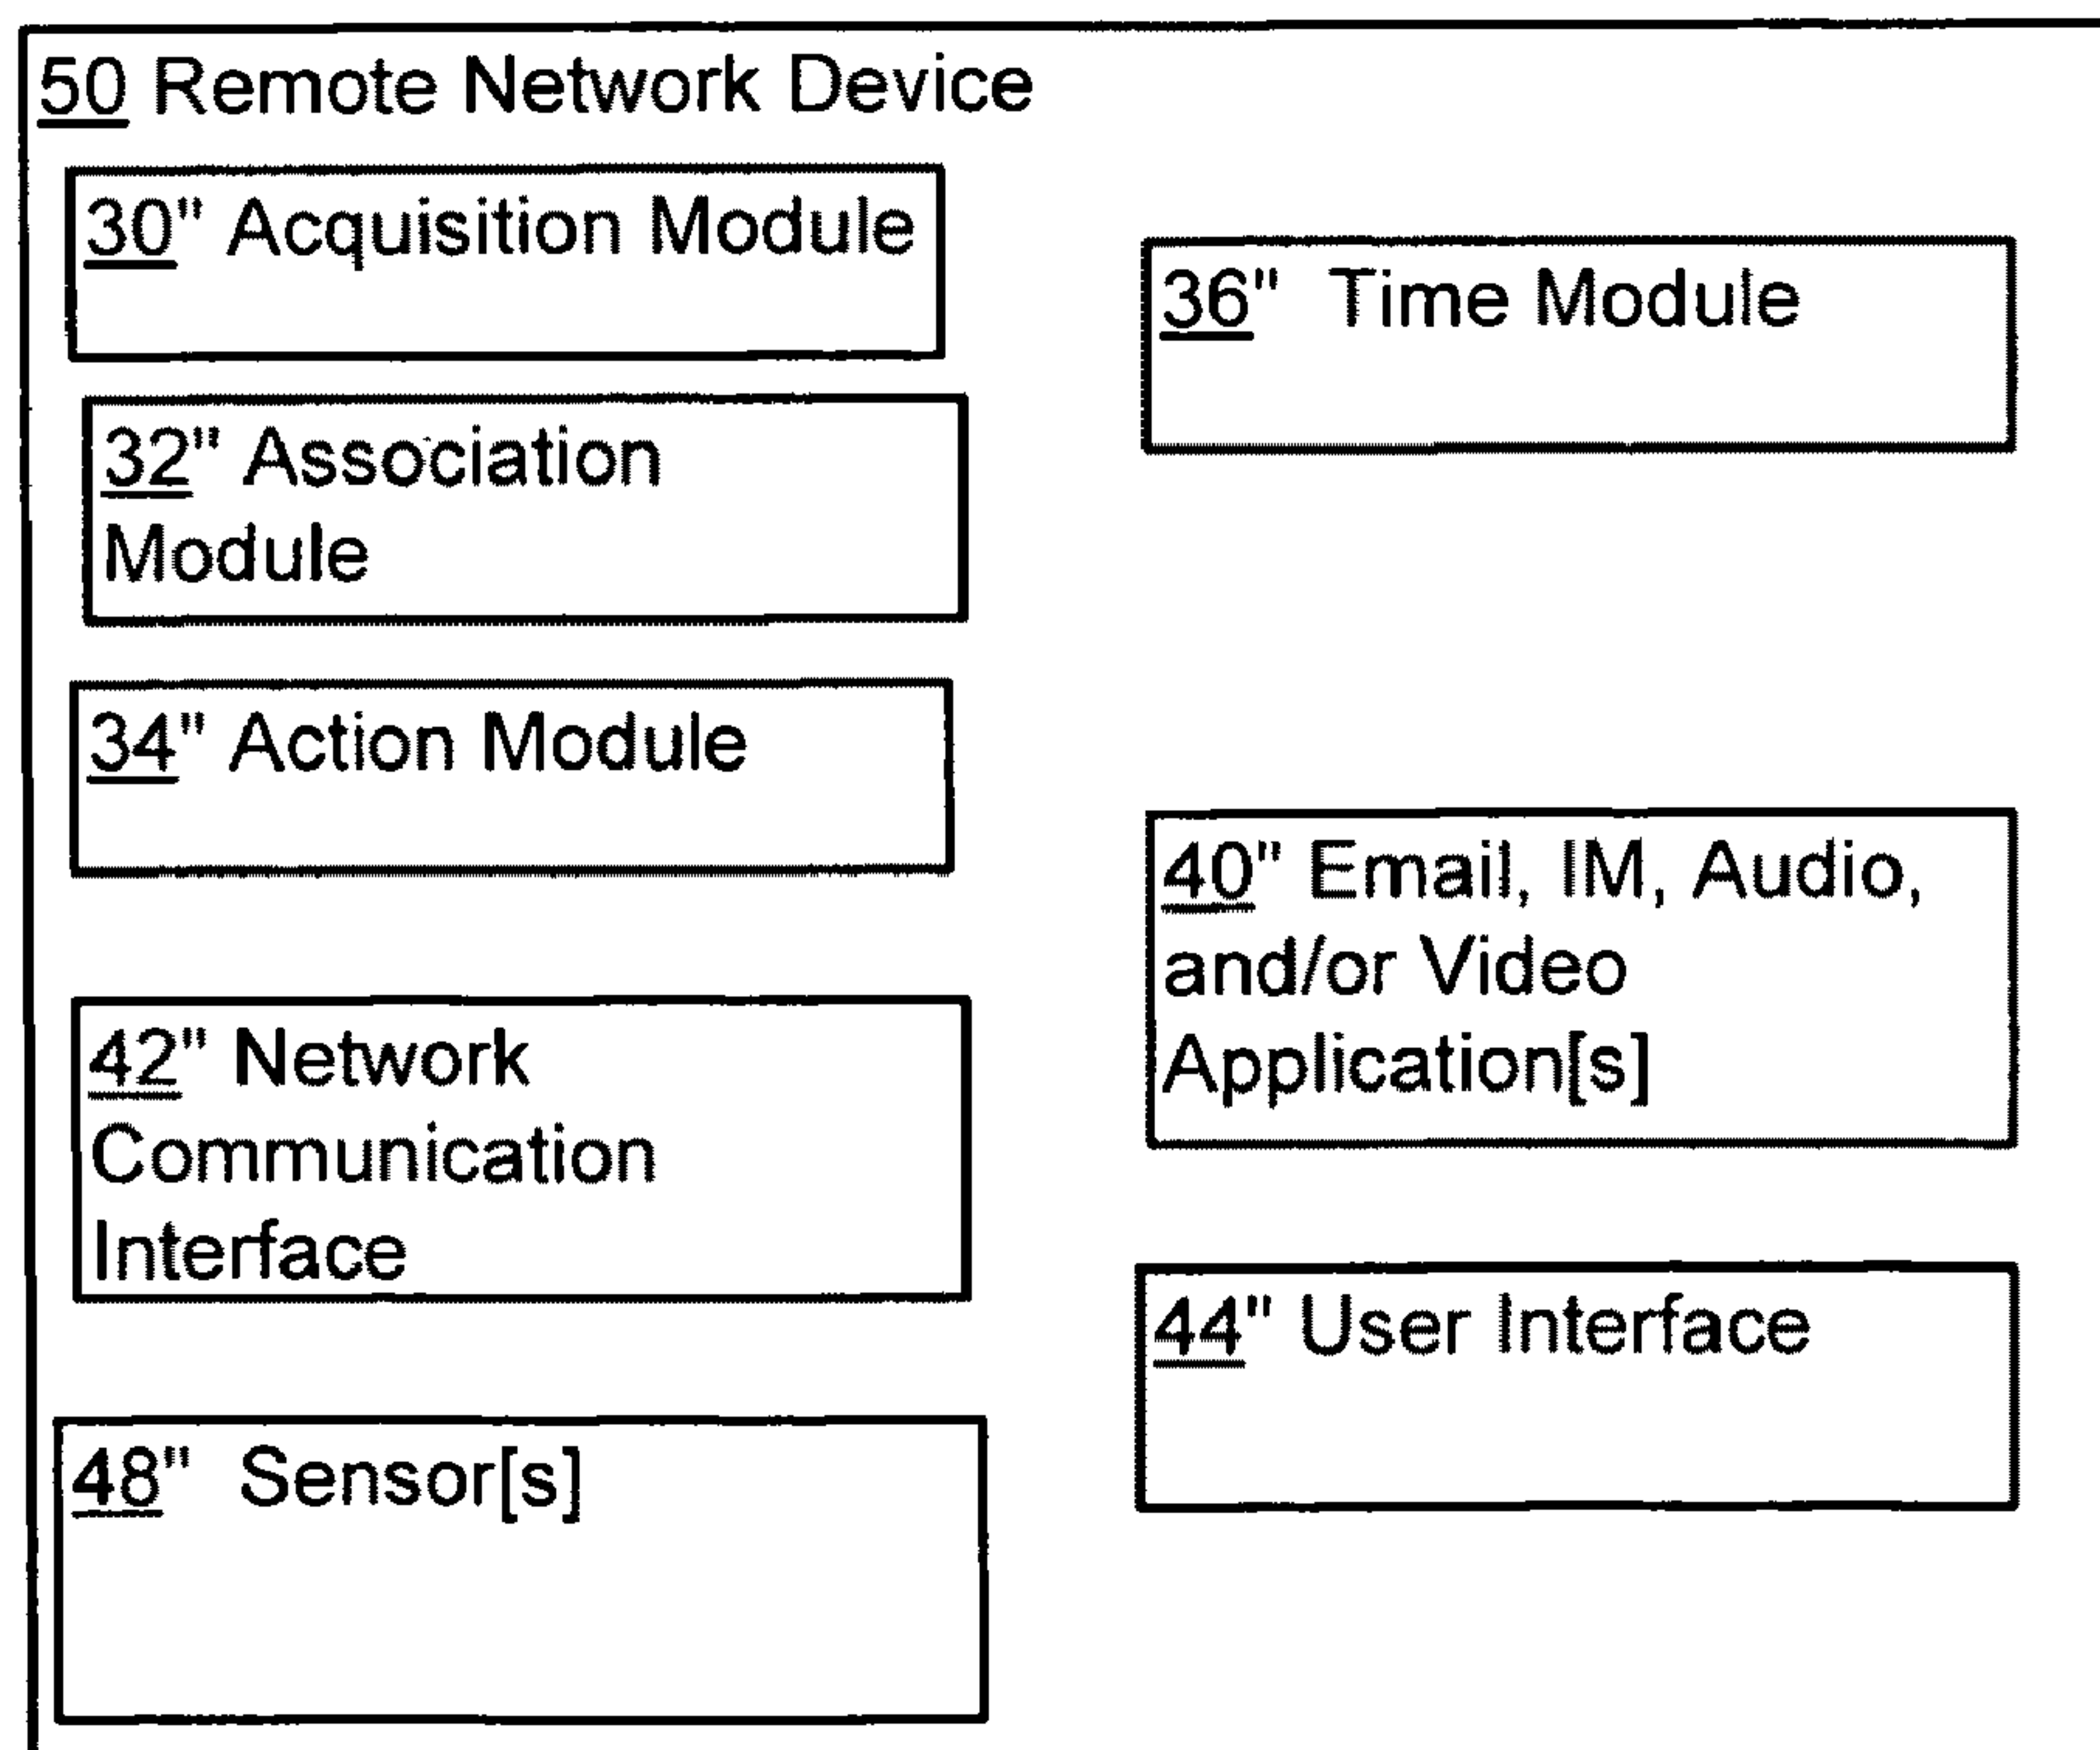 50 Remote Network Device
30" Acquisition Module
32" Association
Module
34" Action Module
42" Network
Communication
Interface
48" Sensor[s]
36" Time Module
40" Email, IM, Audio,
and/or Video
Application[s]
44" User Interface